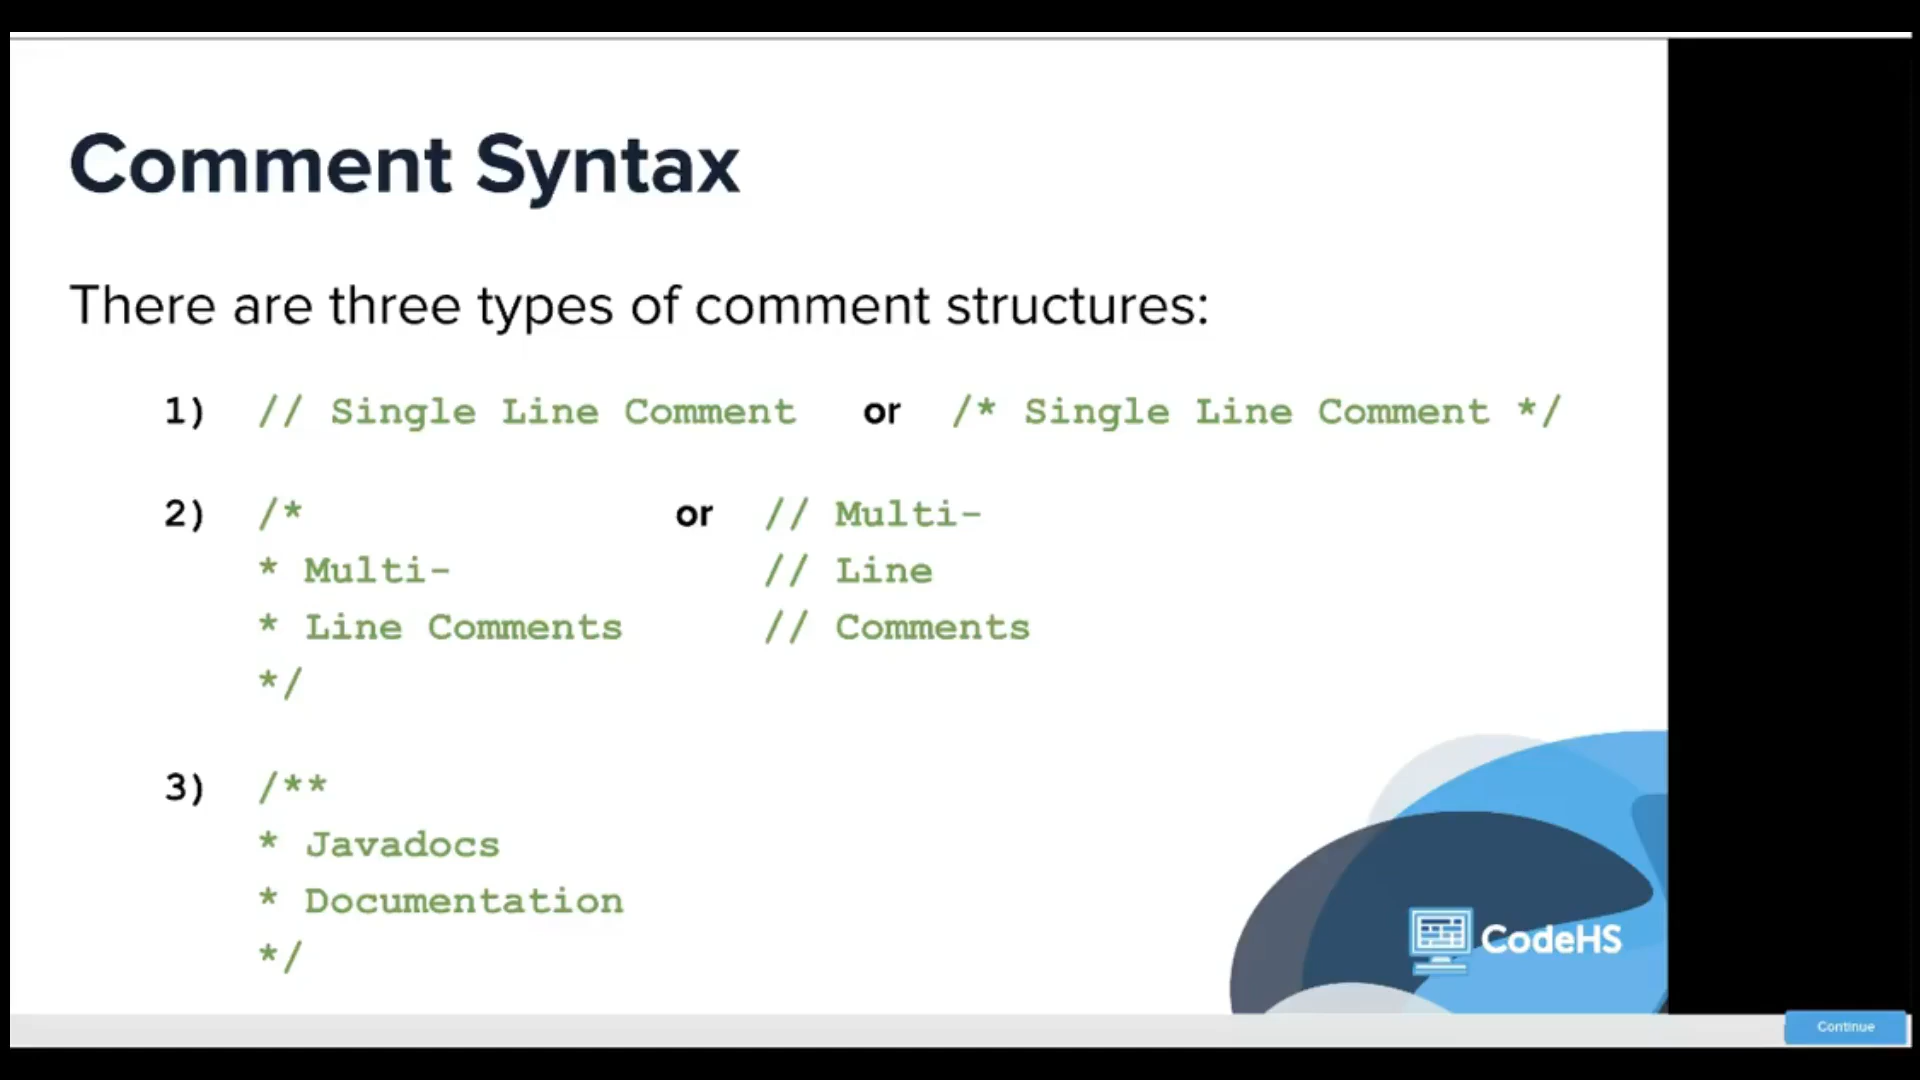 Comment Syntax
There are three types of comment structures:
1) // Single Line Comment or /* Single Line Comment */
2) /* or // Multi-
* Multi- // Line
* Line Comments // Comments
*/
3) /**
* Javadocs
* Documentation
*/
CodeHS
Continue